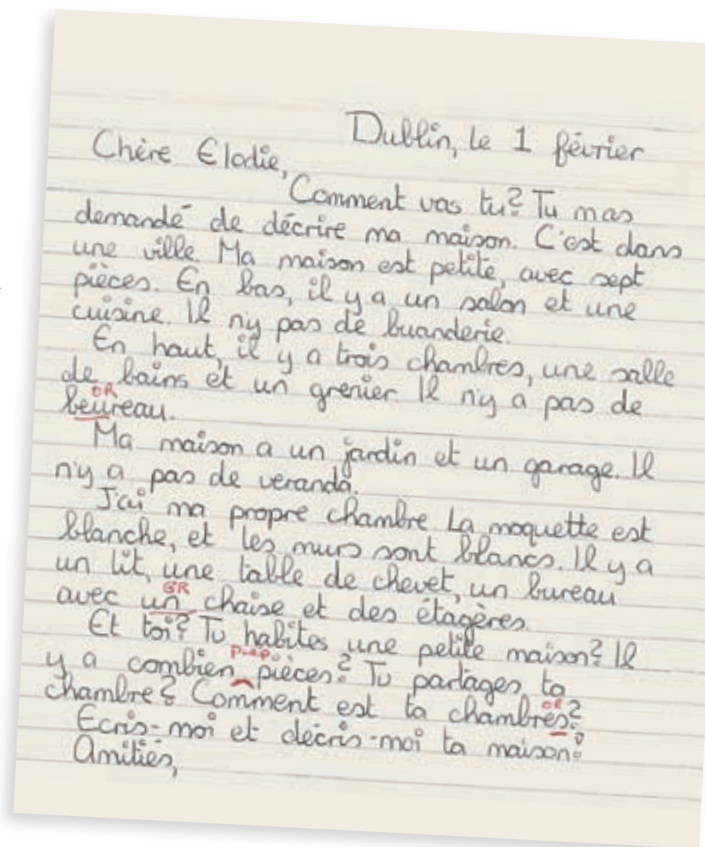 Dublin, le 1 février
Chère Elodie,
Comment vas tu? Tu mas
demandé de décrire ma maison. C'est dans
une ville. Ma maison est petite, avec sept
pièces. En bas, il y a un salon et une
cuisine. Il ny pas de buanderie.
En haut, il y a trois chambres, une salle
de bains et un grenier. Il n'y a pas de
OR
beureau.
Ma maison a un jardin et un garage. Il
n'y a pas de veranda.
J'ai ma propre chambre. La moquette est
blanche, et les murs sont blancs. Il y a
un lit, une table de chevet, un bureau
GR
avec un chaise et des étagères.
Et toi? Tu habites une petite maison? Il
prep.
y a combien pièces? Tu partages ta
OR
chambre? Comment est ta chambres?
Ecris-moi et décris-moi ta maison!
Amitiés,